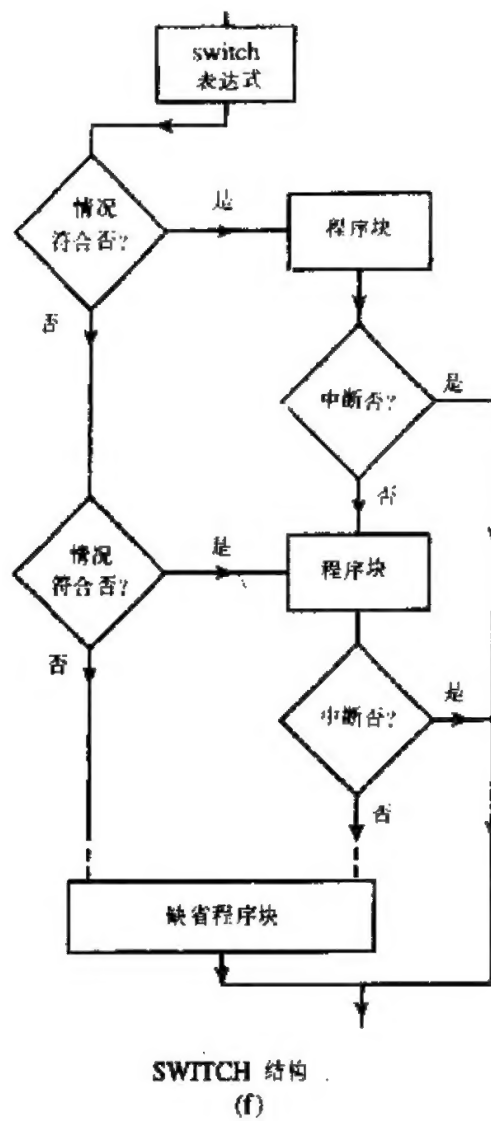 switch
表达式
情况
符合否?
是
程序块
否
中断否?
是
否
情况
符合否?
是
程序块
否
中断否?
是
否
缺省程序块
SWITCH 结构
(f)